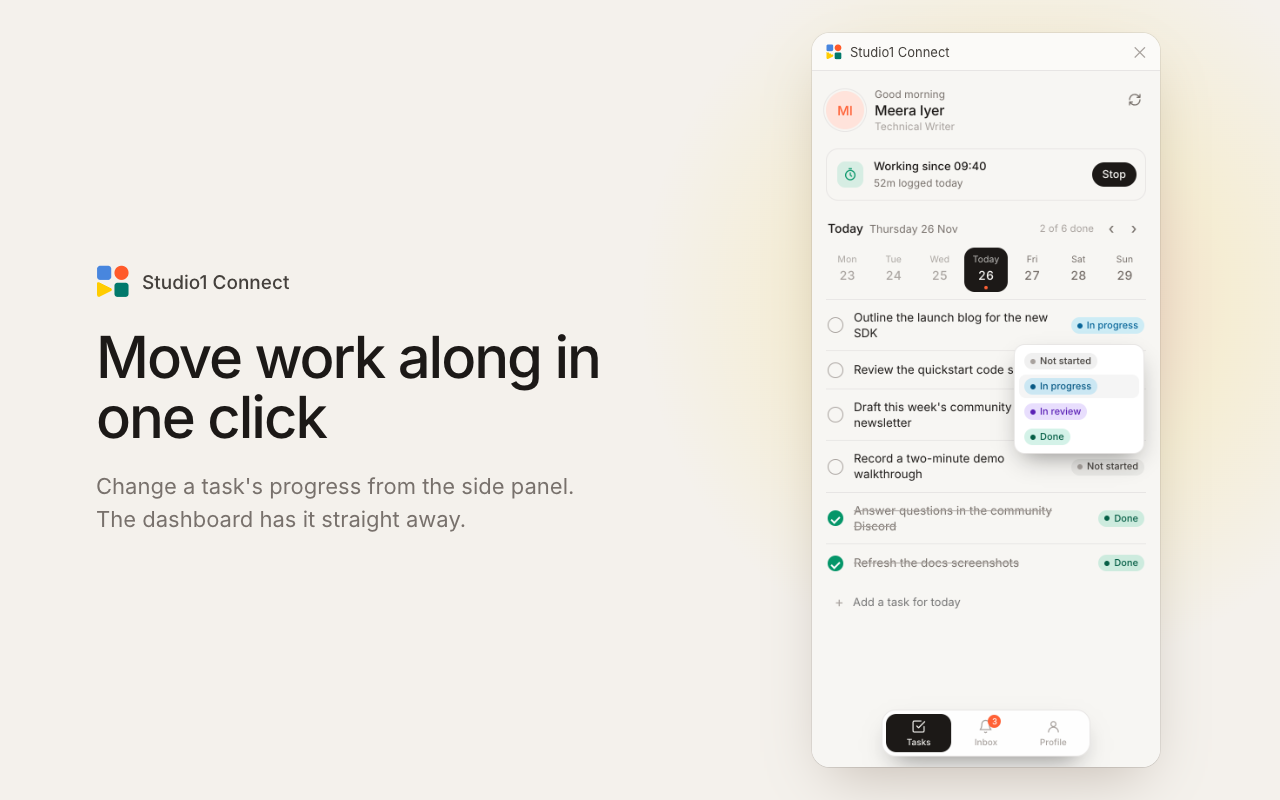 Studio1 Connect
Move work along in
one click
Change a task's progress from the side panel.
The dashboard has it straight away.
Studio1 Connect
MI
Good morning
Meera Iyer
Technical Writer
Working since 09:40
52m logged today
Stop
Today Thursday 26 Nov
2 of 6 done
Mon Tue Wed Today Fri Sat Sun
23 24 25 26 27 28 29
Outline the launch blog for the new
SDK
In progress
Not started
In progress
In review
Done
Review the quickstart code
Draft this week's community
newsletter
Record a two-minute demo
walkthrough
Not started
Answer questions in the community
Discord
Done
Refresh the docs screenshots
Done
+ Add a task for today
Tasks
3
Inbox
Profile